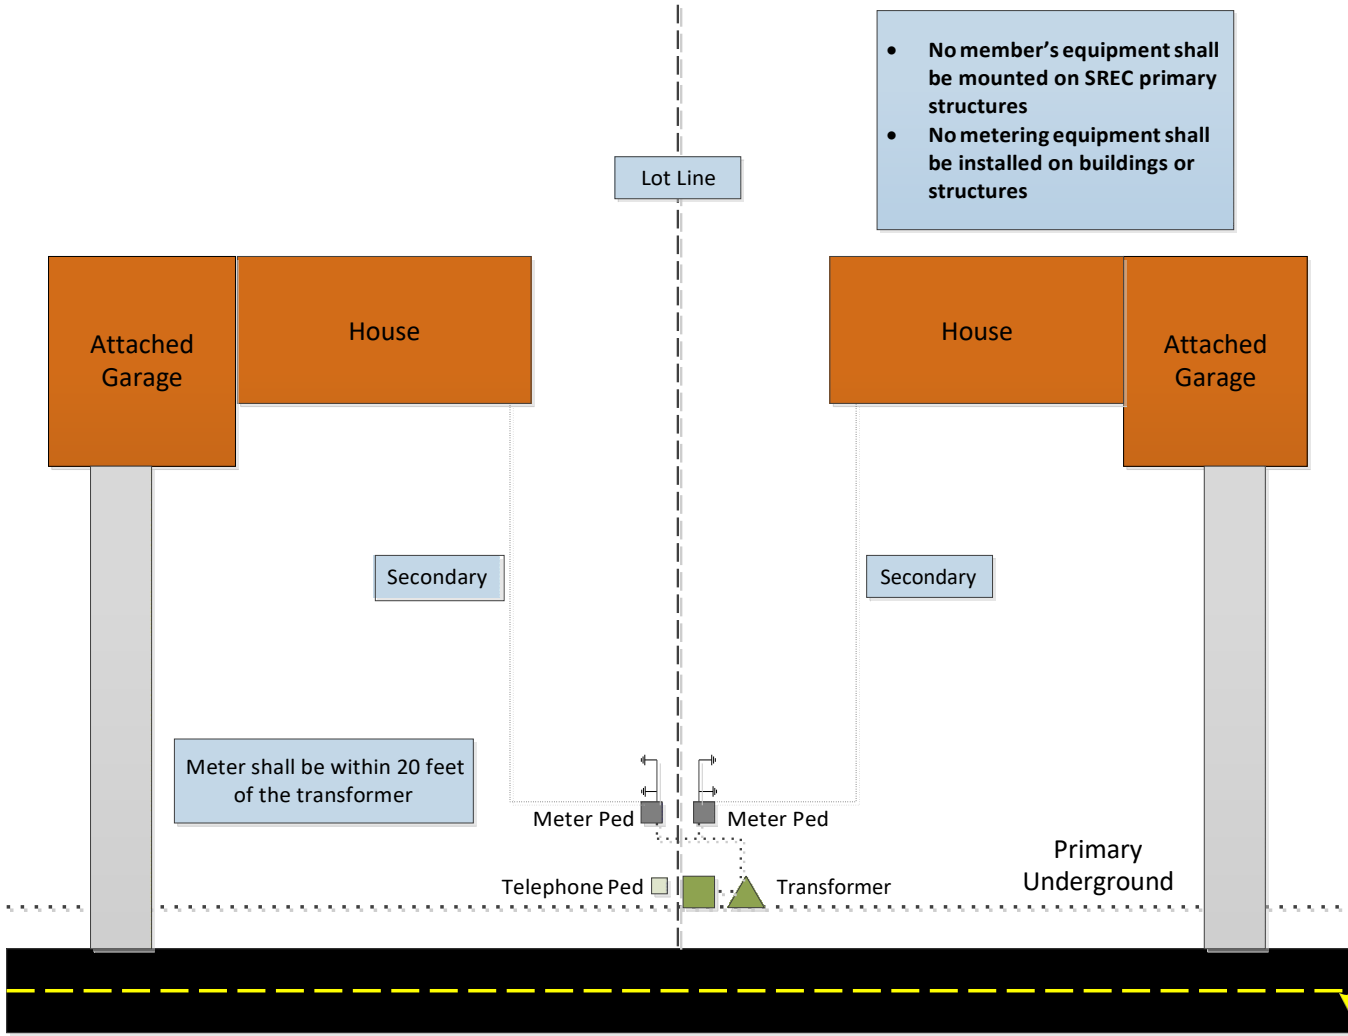 • No member’s equipment shall
be mounted on SREC primary
structures
• No metering equipment shall
be installed on buildings or
structures
Lot Line
Attached
Garage
House
House
Attached
Garage
Secondary
Secondary
Meter shall be within 20 feet
of the transformer
Meter Ped
Meter Ped
Primary
Underground
Telephone Ped
Transformer